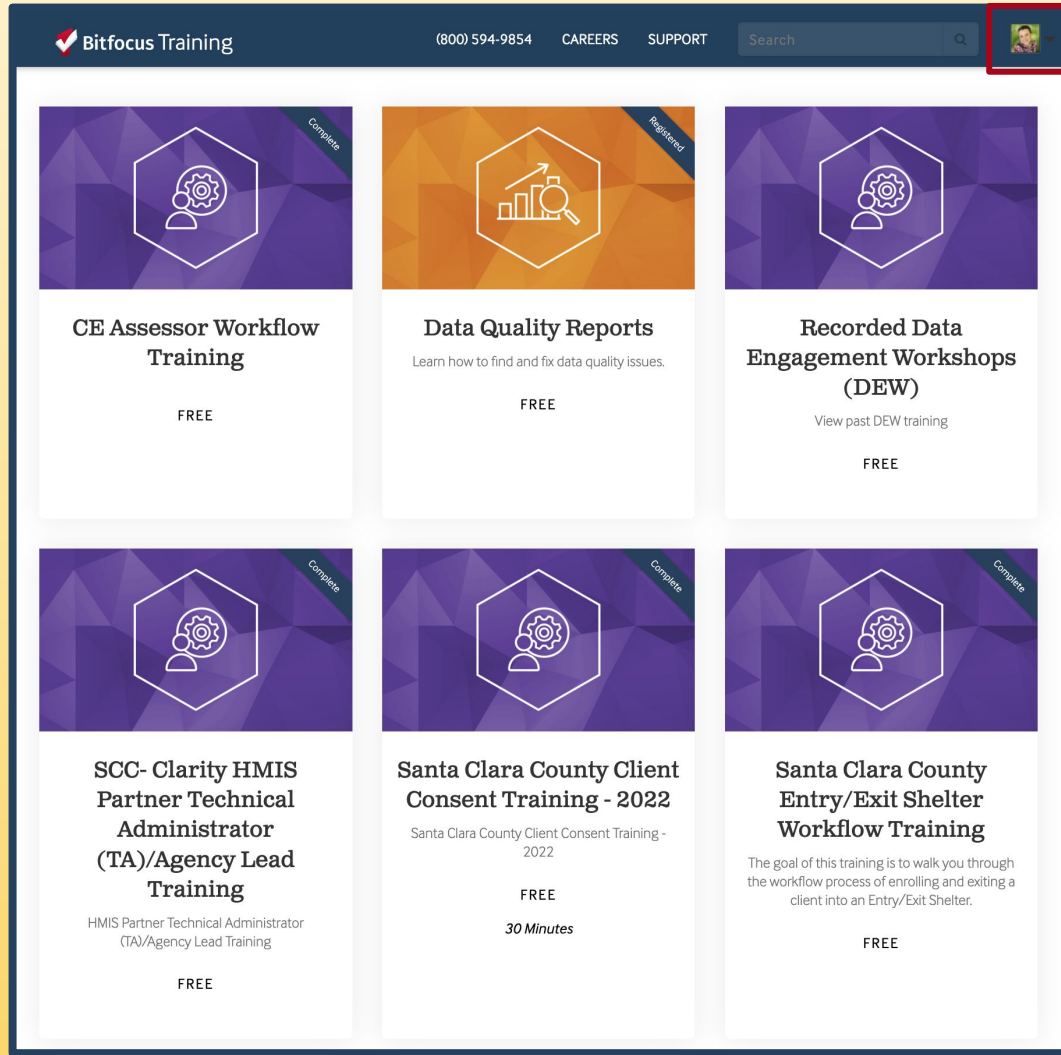 Bitfocus Training
(800) 594-9854 CAREERS SUPPORT Search
Complete
CE Assessor Workflow
Training
FREE
Registered
Data Quality Reports
Learn how to find and fix data quality issues.
FREE
Recorded Data
Engagement Workshops
(DEW)
View past DEW training
FREE
Complete
SCC- Clarity HMIS
Partner Technical
Administrator
(TA)/Agency Lead
Training
HMIS Partner Technical Administrator
(TA)/Agency Lead Training
FREE
Complete
Santa Clara County Client
Consent Training - 2022
Santa Clara County Client Consent Training -
2022
FREE
30 Minutes
Complete
Santa Clara County
Entry/Exit Shelter
Workflow Training
The goal of this training is to walk you through
the workflow process of enrolling and exiting a
client into an Entry/Exit Shelter.
FREE